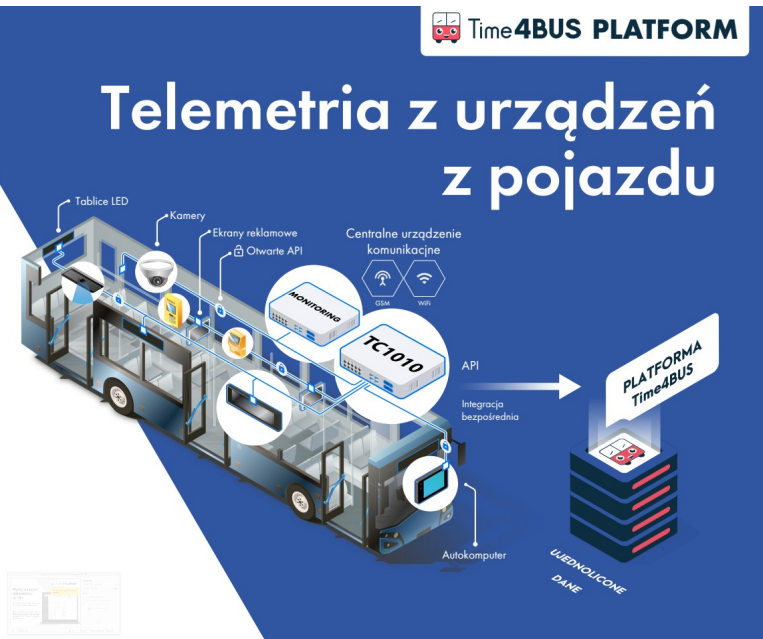 Time4BUS PLATFORM
Telemetria z urządzeń
z pojazdu
Tablice LED
Kamery
Ekrany reklamowe
Otwarte API
Centralne urządzenie
komunikacjne
GSM
WiFi
MONITORING
TC1010
API
Integracja
bezpośrednia
PLATFORMA
Time4BUS
Autokomputer
UJEDNOLICONE
DANE